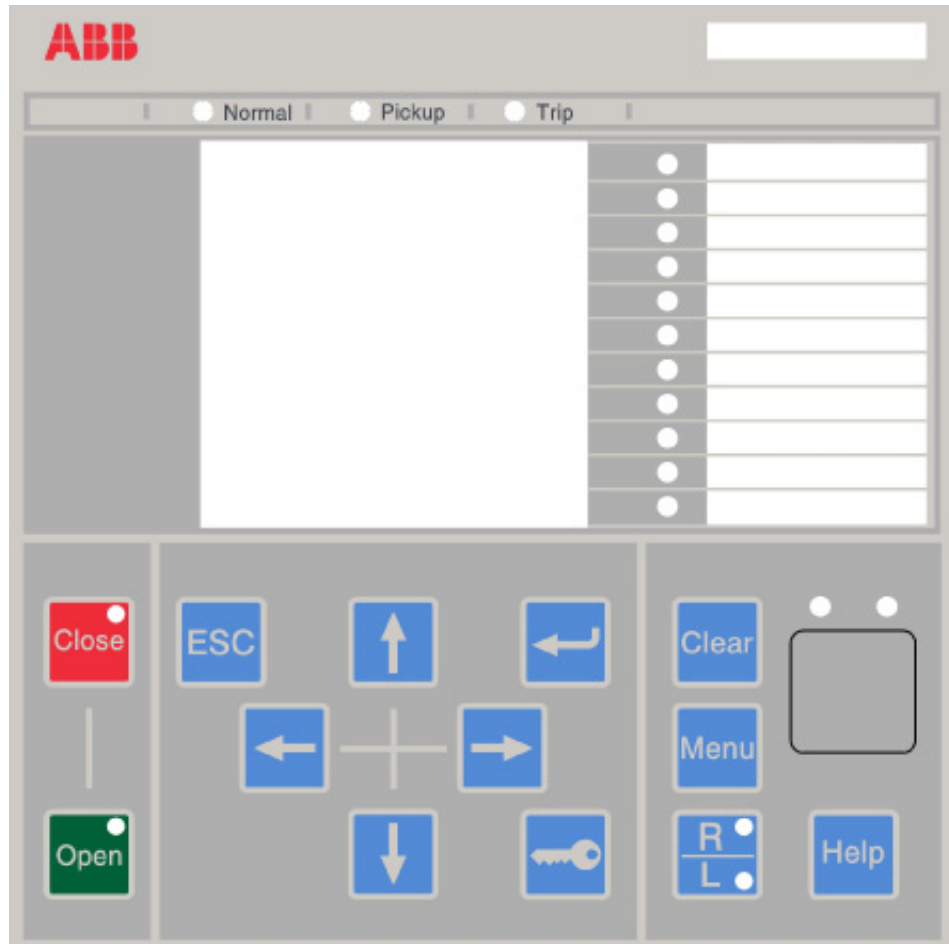 ABB
Normal Pickup Trip
Close ESC Clear
Menu
Open R Help
L